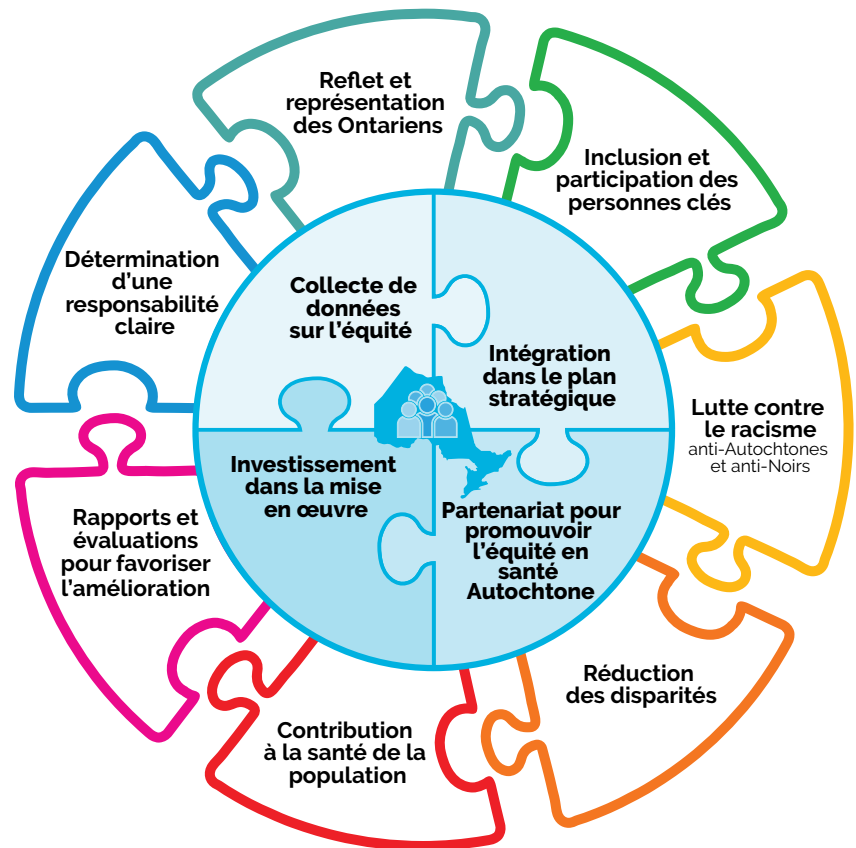 Reflet et
représentation
des Ontariens
Inclusion et
participation des
personnes clés
Lutte contre
le racisme
anti-Autochtones
et anti-Noirs
Réduction
des disparités
Contribution
à la santé de la
population
Rapports et
évaluations
pour favoriser
l’amélioration
Détermination
d’une
responsabilité
claire
Collecte de
données
sur l’équité
Intégration
dans le plan
stratégique
Partenariat pour
promouvoir
l’équité en
santé
Autochtone
Investissement
dans la mise
en œuvre